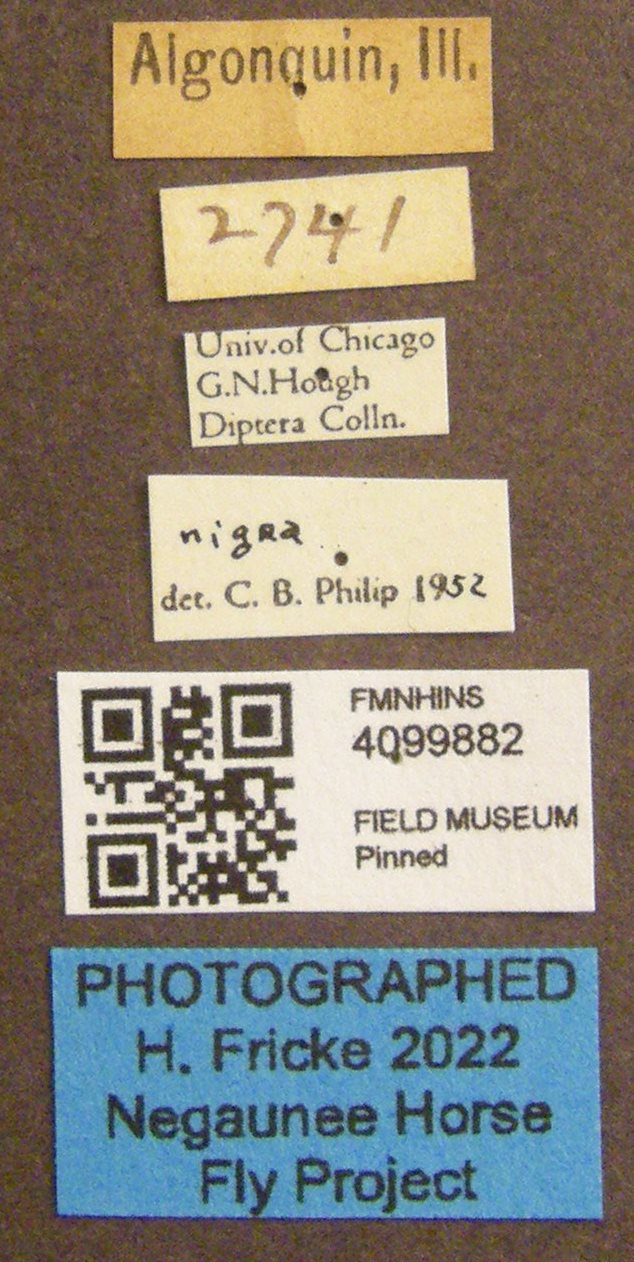 Algonquin, Ill.
2741
Univ.of Chicago
G.N.Hough
Diptera Colln.
nigra
det. C. B. Philip 1952
FMNHINS
4099882
FIELD MUSEUM
Pinned
PHOTOGRAPHED
H. Fricke 2022
Negaunee Horse
Fly Project